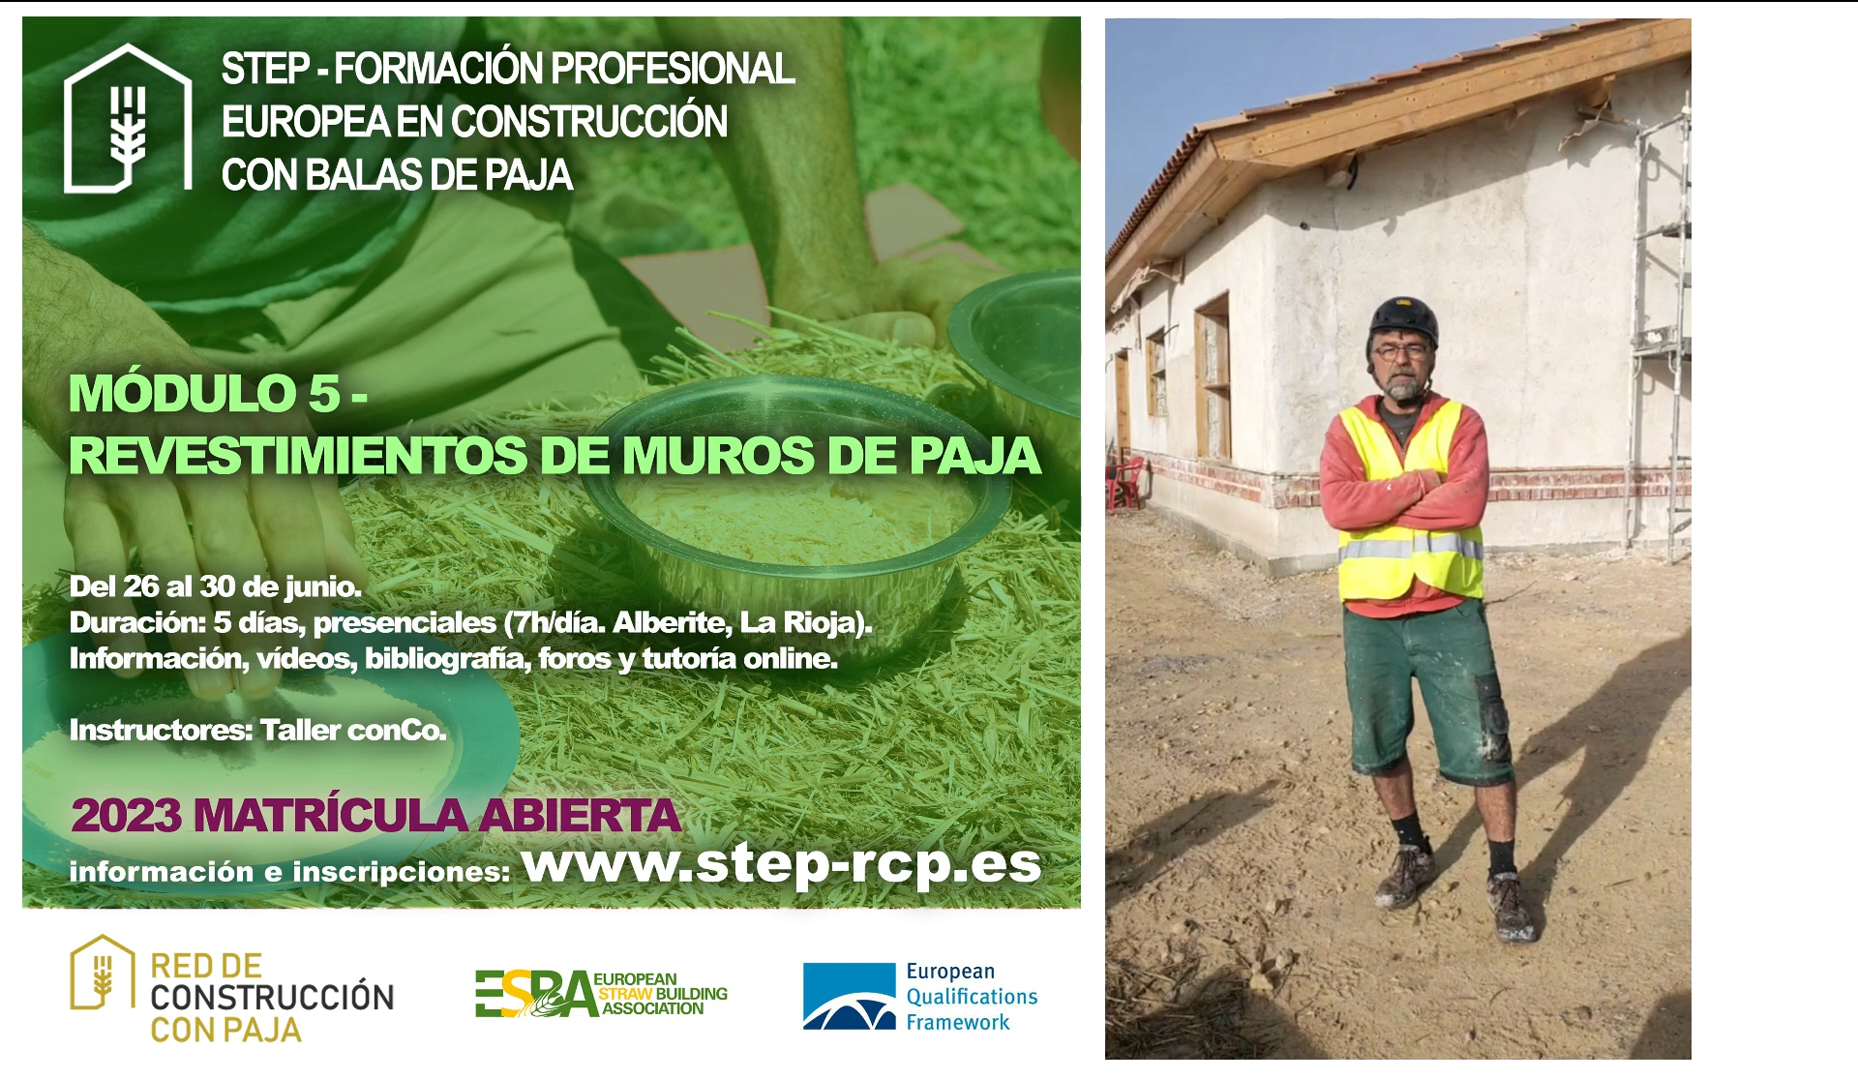 STEP - FORMACIÓN PROFESIONAL
EUROPEA EN CONSTRUCCIÓN
CON BALAS DE PAJA
MÓDULO 5 -
REVESTIMIENTOS DE MUROS DE PAJA
Del 26 al 30 de junio.
Duración: 5 días, presenciales (7h/día. Alberite, La Rioja).
Información, vídeos, bibliografía, foros y tutoría online.
Instructores: Taller conCo.
2023 MATRÍCULA ABIERTA
información e inscripciones: www.step-rcp.es
RED DE
CONSTRUCCIÓN
CON PAJA
ESBA EUROPEAN
STRAW BUILDING
ASSOCIATION
European
Qualifications
Framework